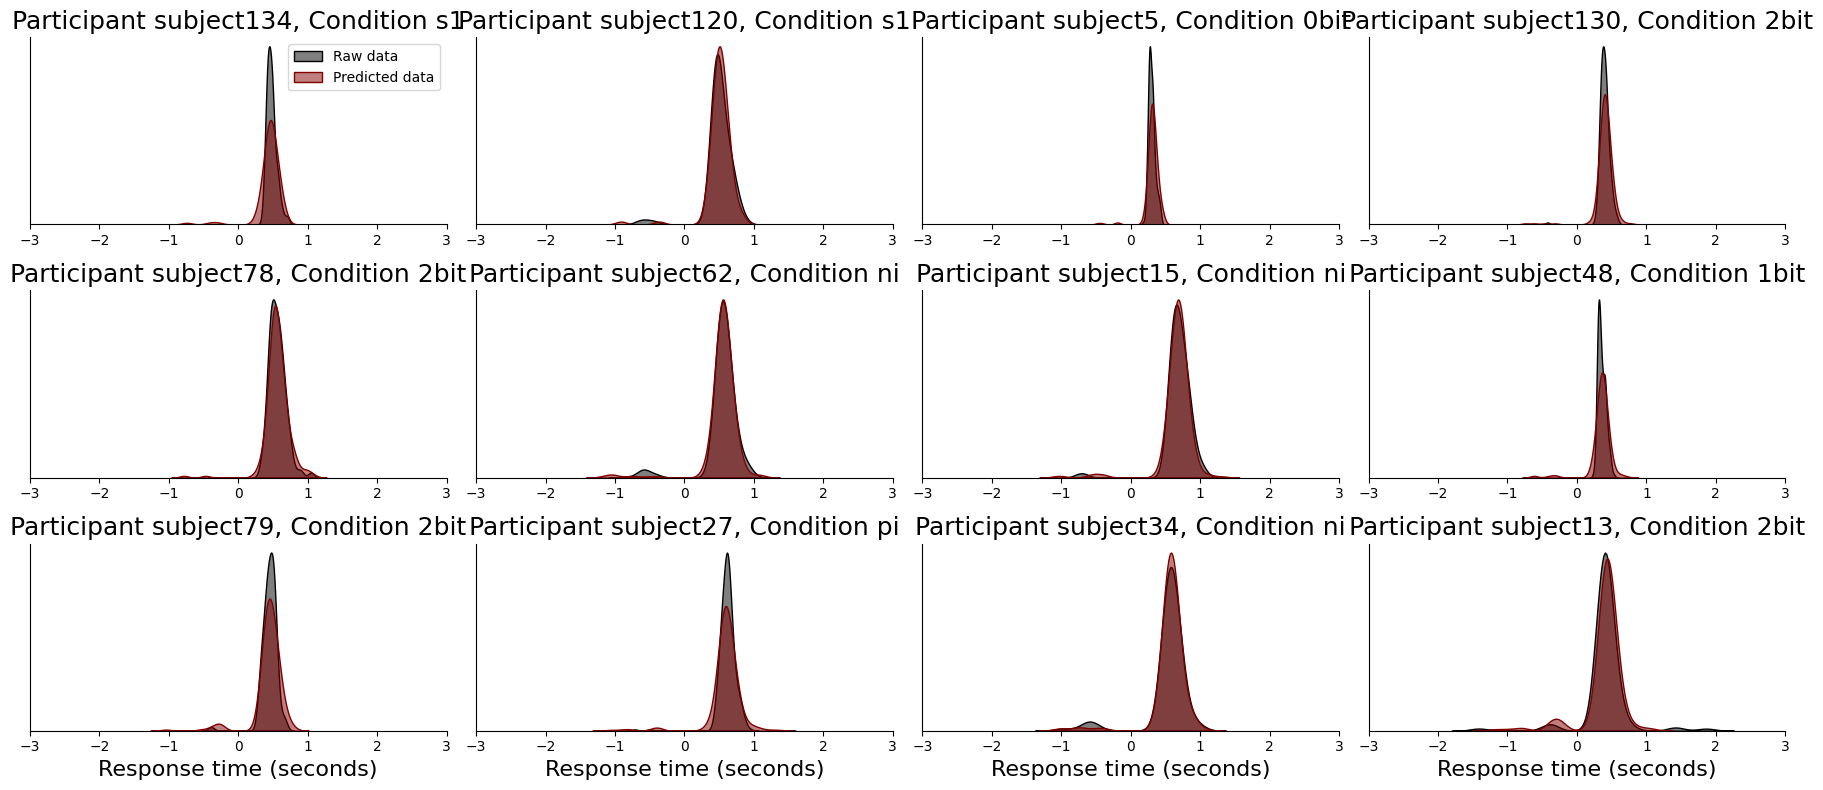 Participant subject134, Condition s1
Participant subject120, Condition s1
Participant subject5, Condition 0bit
Participant subject130, Condition 2bit
Raw data
Predicted data
−3 −2 −1 0 1 2 3
−3 −2 −1 0 1 2 3
−3 −2 −1 0 1 2 3
−3 −2 −1 0 1 2 3
Participant subject78, Condition 2bit
Participant subject62, Condition ni
Participant subject15, Condition ni
Participant subject48, Condition 1bit
−3 −2 −1 0 1 2 3
−3 −2 −1 0 1 2 3
−3 −2 −1 0 1 2 3
−3 −2 −1 0 1 2 3
Participant subject79, Condition 2bit
Participant subject27, Condition pi
Participant subject34, Condition ni
Participant subject13, Condition 2bit
−3 −2 −1 0 1 2 3
−3 −2 −1 0 1 2 3
−3 −2 −1 0 1 2 3
−3 −2 −1 0 1 2 3
Response time (seconds)
Response time (seconds)
Response time (seconds)
Response time (seconds)